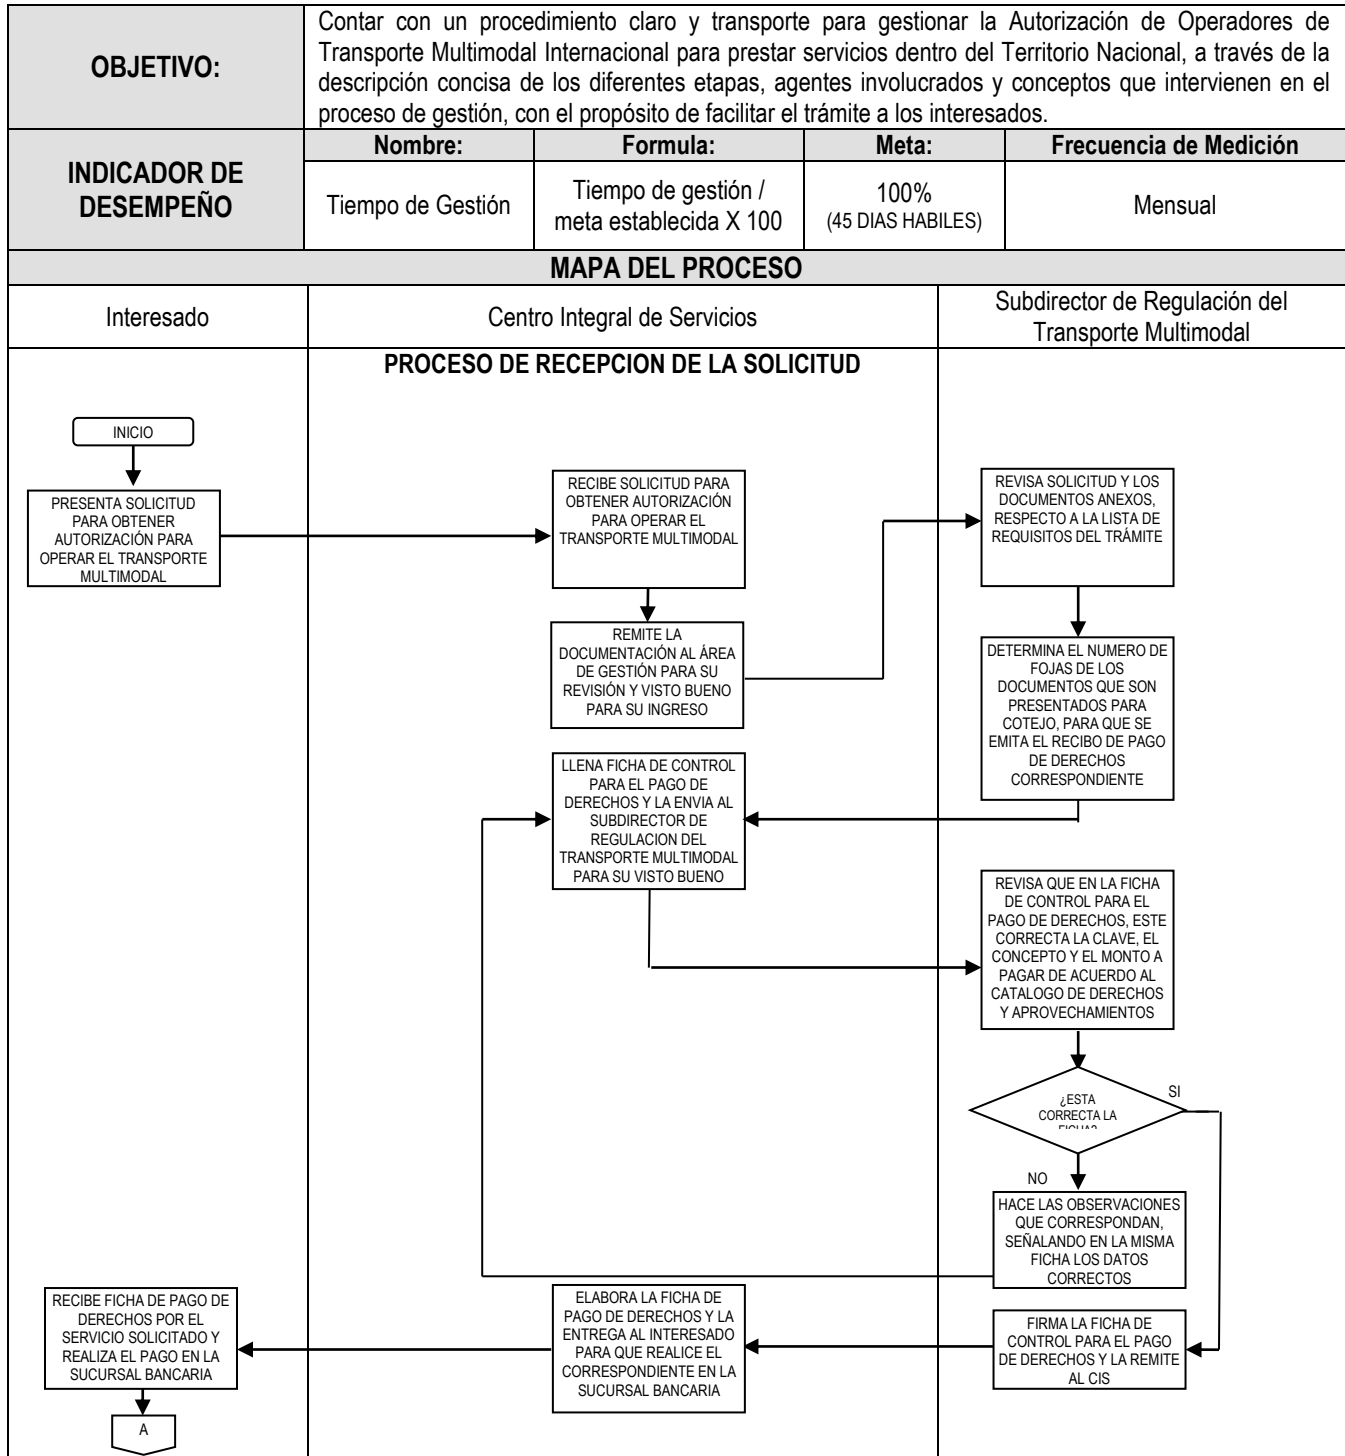 OBJETIVO:
Contar con un procedimiento claro y transporte para gestionar la Autorización de Operadores de
Transporte Multimodal Internacional para prestar servicios dentro del Territorio Nacional, a través de la
descripción concisa de los diferentes etapas, agentes involucrados y conceptos que intervienen en el
proceso de gestión, con el propósito de facilitar el trámite a los interesados.
INDICADOR DE
DESEMPEÑO
Nombre:
Formula:
Meta:
Frecuencia de Medición
Tiempo de Gestión
Tiempo de gestión /
meta establecida X 100
100%
(45 DIAS HABILES)
Mensual
MAPA DEL PROCESO
Interesado
Centro Integral de Servicios
Subdirector de Regulación del
Transporte Multimodal
PROCESO DE RECEPCION DE LA SOLICITUD
INICIO
PRESENTA SOLICITUD
PARA OBTENER
AUTORIZACIÓN PARA
OPERAR EL TRANSPORTE
MULTIMODAL
RECIBE SOLICITUD PARA
OBTENER AUTORIZACIÓN
PARA OPERAR EL
TRANSPORTE MULTIMODAL
REVISA SOLICITUD Y LOS
DOCUMENTOS ANEXOS,
RESPECTO A LA LISTA DE
REQUISITOS DEL TRÁMITE
REMITE LA
DOCUMENTACIÓN AL ÁREA
DE GESTIÓN PARA SU
REVISIÓN Y VISTO BUENO
PARA SU INGRESO
DETERMINA EL NUMERO DE
FOJAS DE LOS
DOCUMENTOS QUE SON
PRESENTADOS PARA
COTEJO, PARA QUE SE
EMITA EL RECIBO DE PAGO
DE DERECHOS
CORRESPONDIENTE
LLENA FICHA DE CONTROL
PARA EL PAGO DE
DERECHOS Y LA ENVIA AL
SUBDIRECTOR DE
REGULACION DEL
TRANSPORTE MULTIMODAL
PARA SU VISTO BUENO
REVISA QUE EN LA FICHA
DE CONTROL PARA EL
PAGO DE DERECHOS, ESTE
CORRECTA LA CLAVE, EL
CONCEPTO Y EL MONTO A
PAGAR DE ACUERDO AL
CATALOGO DE DERECHOS
Y APROVECHAMIENTOS
¿ESTA
CORRECTA LA
FICHA?
SI
NO
HACE LAS OBSERVACIONES
QUE CORRESPONDAN,
SEÑALANDO EN LA MISMA
FICHA LOS DATOS
CORRECTOS
FIRMA LA FICHA DE
CONTROL PARA EL PAGO
DE DERECHOS Y LA REMITE
AL CIS
ELABORA LA FICHA DE
PAGO DE DERECHOS Y LA
ENTREGA AL INTERESADO
PARA QUE REALICE EL
CORRESPONDIENTE EN LA
SUCURSAL BANCARIA
RECIBE FICHA DE PAGO DE
DERECHOS POR EL
SERVICIO SOLICITADO Y
REALIZA EL PAGO EN LA
SUCURSAL BANCARIA
A